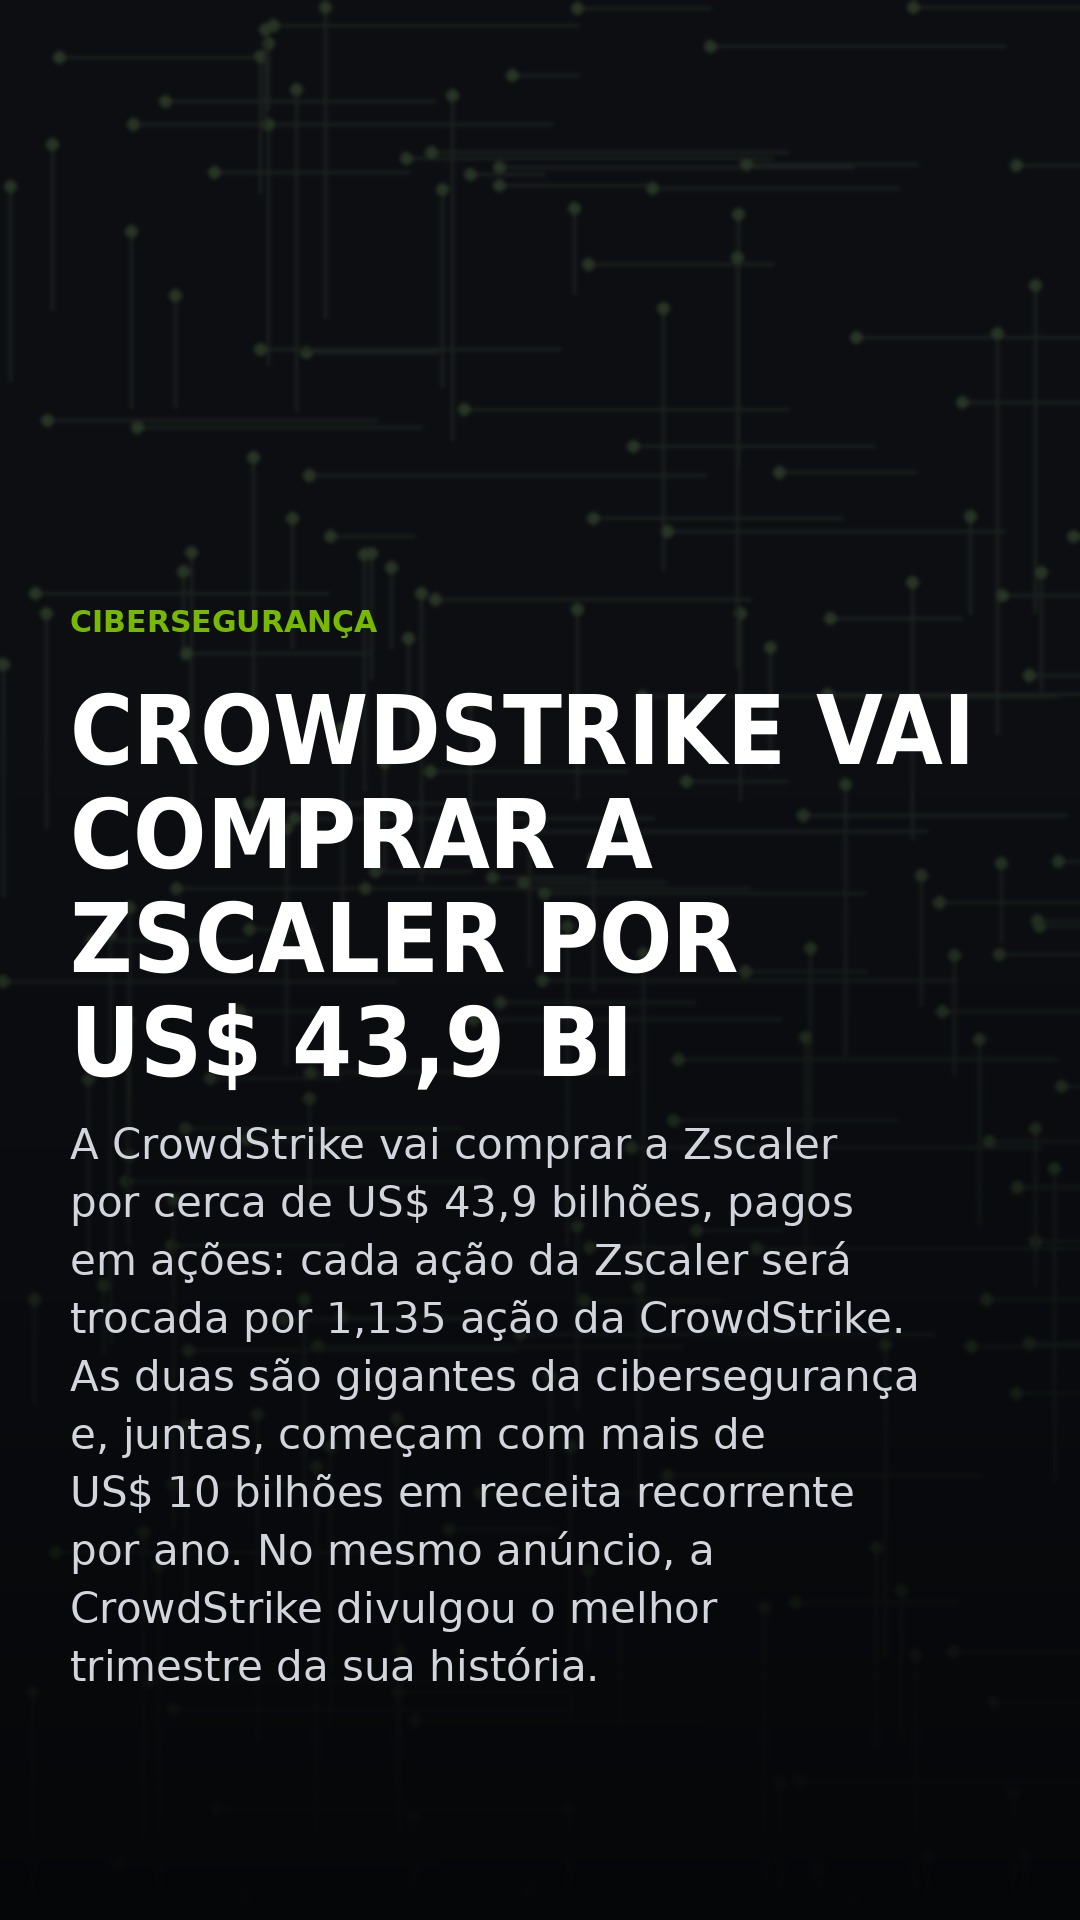 CIBERSEGURANÇA
CROWDSTRIKE VAI
COMPRAR A
ZSCALER POR
US$ 43,9 BI
A CrowdStrike vai comprar a Zscaler
por cerca de US$ 43,9 bilhões, pagos
em ações: cada ação da Zscaler será
trocada por 1,135 ação da CrowdStrike.
As duas são gigantes da cibersegurança
e, juntas, começam com mais de
US$ 10 bilhões em receita recorrente
por ano. No mesmo anúncio, a
CrowdStrike divulgou o melhor
trimestre da sua história.